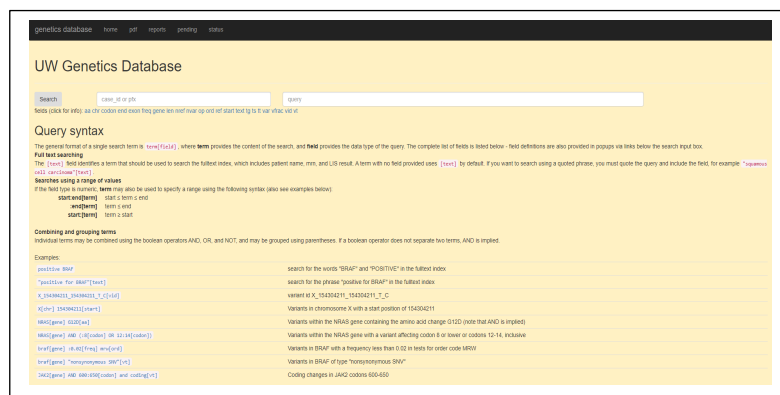 genetics database home pdf reports pending status
UW Genetics Database
Search case_id or pfx query
fields (click for info): aa chr codon end exon freq gene len mref nvar op ord ref start text tg ts tt var vfrac vid vt
Query syntax
The general format of a single search term is term[field], where term provides the content of the search, and field provides the data type of the query. The complete list of fields is listed below - field definitions are also provided in popups via links below the search input box.
Full text searching
The [text] field identifies a term that should be used to search the fulltext index, which includes patient name, mrn, and LIS result. A term with no field provided uses [text] by default. If you want to search using a quoted phrase, you must quote the query and include the field, for example "squamous
cell carcinoma"[text].
Searches using a range of values
If the field type is numeric, term may also be used to specify a range using the following syntax (also see examples below):
start:end[term] start ≤ term ≤ end
:end[term] term ≤ end
start:[term] term ≥ start
Combining and grouping terms
Individual terms may be combined using the boolean operators AND, OR, and NOT, and may be grouped using parentheses. If a boolean operator does not separate two terms, AND is implied.
Examples:
positive BRAF search for the words "BRAF" and "POSITIVE" in the fulltext index
"positive for BRAF"[text] search for the phrase "positive for BRAF" in the fulltext index
X_154304211_154304211_T_C[vid] variant id X_154304211_154304211_T_C
X[chr] 154304211[start] Variants in chromosome X with a start position of 154304211
NRAS[gene] G12D[aa] Variants within the NRAS gene containing the amino acid change G12D (note that AND is implied)
NRAS[gene] AND (:8[codon] OR 12:14[codon]) Variants within the NRAS gene with a variant affecting codon 8 or lower or codons 12-14, inclusive
braf[gene] :0.02[freq] mrw[ord] Variants in BRAF with a frequency less than 0.02 in tests for order code MRW
braf[gene] "nonsynonymous SNV"[vt] Variants in BRAF of type "nonsynonymous SNV"
JAK2[gene] AND 600:650[codon] and coding[vt] Coding changes in JAK2 codons 600-650